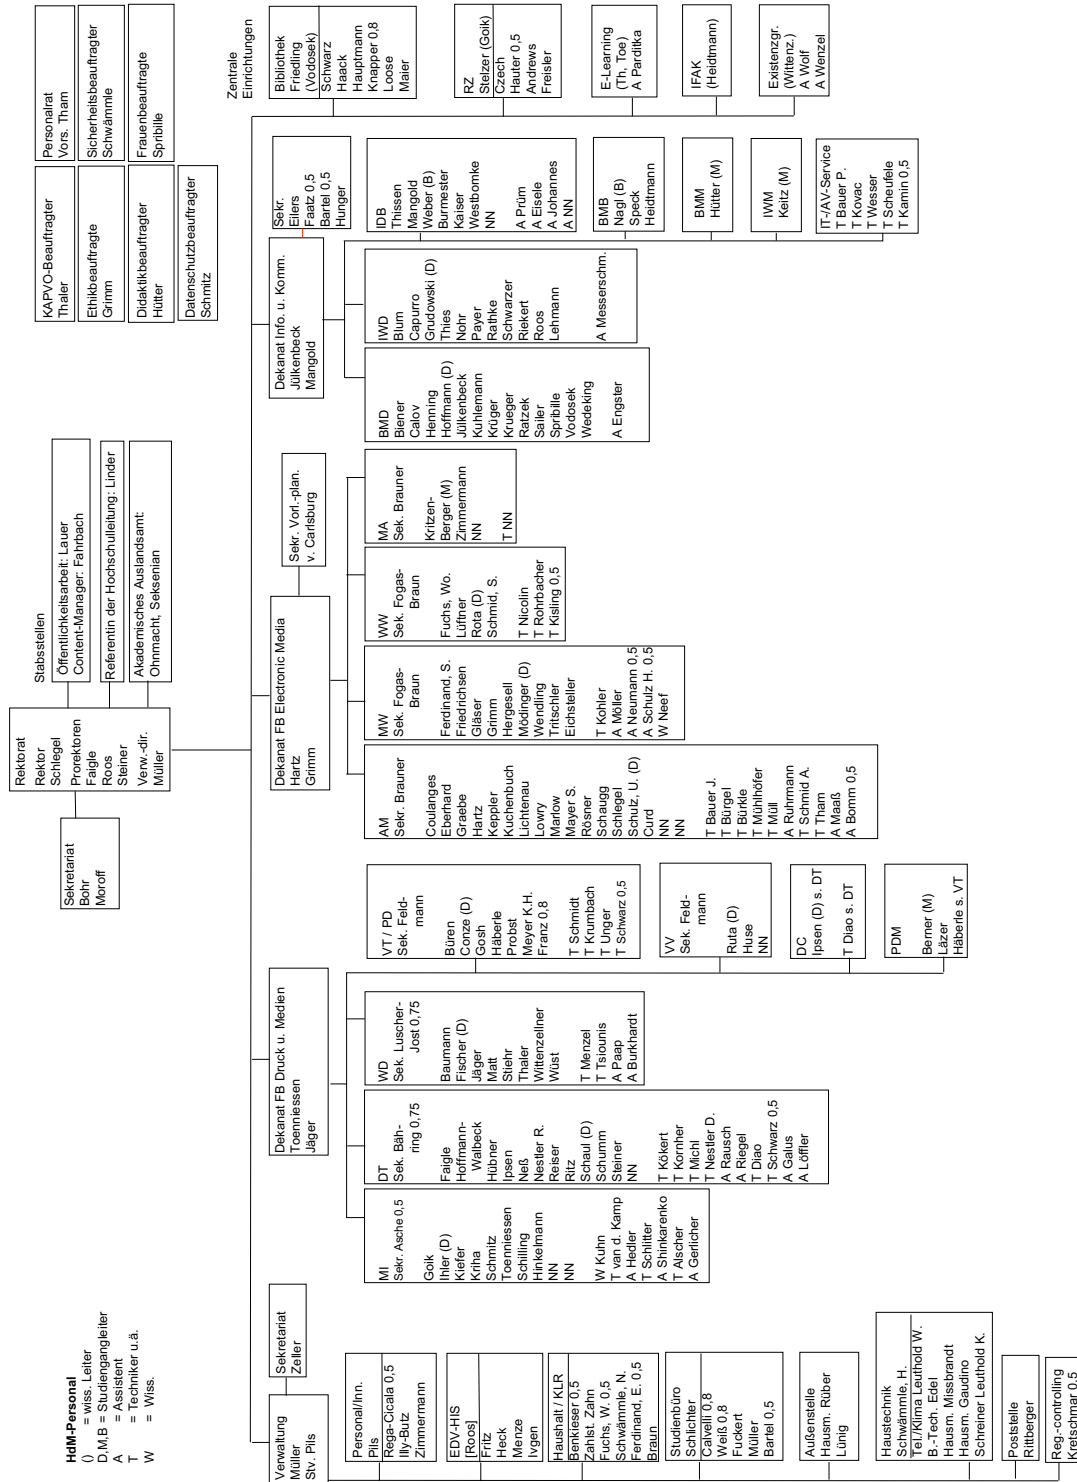 HdM-Personal
() = wiss. Leiter
D,M,B = Studiengangleiter
A = Assistent
T = Techniker u.ä.
W = Wiss.
Rektorat
Rektor
Schlegel
Prorektoren
Faigle
Roos
Steiner
Verw.-dir.
Müller
Sekretariat
Bohr
Moroff
Stabsstellen
Öffentlichkeitsarbeit: Lauer
Content-Manager: Fahrbach
Referentin der Hochschulleitung: Linder
Akademisches Auslandsamt:
Ohnmacht, Seksenian
KAPVO-Beauftragter
Thaler
Personalrat
Vors. Tham
Ethikbeauftragte
Grimm
Sicherheitsbeauftragter
Schwämmle
Didaktikbeauftragter
Hütter
Frauenbeauftragte
Spribille
Datenschutzbeauftragter
Schmitz
Verwaltung
Müller
Stv. Pils
Sekretariat
Zeller
Personal/Inn.
Pils
Rega-Cicala 0,5
Illy-Butz
Zimmermann
EDV-HIS
[Roos]
Fritz
Heck
Menze
Ivgen
Haushalt / KLR
Benkieser 0,5
Zahlst. Zahn
Fuchs, W. 0,5
Schwämmle, N.
Ferdinand, E. 0,5
Braun
Studienbüro
Schlichter
Calvelli 0,8
Weiß 0,8
Fuckert
Müller
Bartel 0,5
Außenstelle
Hausm. Rüber
Lünig
Haustechnik
Schwämmle, H.
Tel./Klima Leuthold W.
B.-Tech. Edel
Hausm. Missbrandt
Hausm. Gaudino
Schreiner Leuthold K.
Poststelle
Rittberger
Reg.-controlling
Kretschmar 0,5
Dekanat FB Druck u. Medien
Toenniessen
Jäger
MI
Sekr. Asche 0,5
Goik
Ihler (D)
Kiefer
Kriha
Schmitz
Toenniessen
Schilling
Hinkelmann
NN
NN
W Kuhn
T van d. Kamp
A Hedler
T Schlitter
A Shinkarenko
T Alscher
A Gerlicher
DT
Sek. Bäh-
ring 0,75
Faigle
Hoffmann-
Walbeck
Hübner
Ipsen
Neß
Nestler R.
Reiser
Ritz
Schaul (D)
Schumm
Steiner
NN
T Kökert
T Kornher
T Michl
T Nestler D.
A Rausch
A Riegel
T Diao
T Schwarz 0,5
A Galus
A Löffler
WD
Sek. Luscher-
Jost 0,75
Baumann
Fischer (D)
Jäger
Matt
Stiehr
Thaler
Wittenzellner
Wüst
T Menzel
T Tsiounis
A Paap
A Burkhardt
VT / PD
Sek. Feld-
mann
Büren
Conze (D)
Gosh
Häberle
Probst
Meyer K.H.
Franz 0,8
T Schmidt
T Krumbach
T Unger
T Schwarz 0,5
VV
Sek. Feld-
mann
Ruta (D)
Huse
NN
DC
Ipsen (D) s. DT
T Diao s. DT
PDM
Berner (M)
Läzer
Häberle s. VT
Dekanat FB Electronic Media
Hartz
Grimm
Sekr. Vorl.-plan.
v. Carlsburg
AM
Sekr. Brauner
Coulanges
Eberhard
Graebe
Hartz
Keppler
Kuchenbuch
Lichtenau
Lowry
Marlow
Mayer S.
Rösner
Schaugg
Schlegel
Schulz, U. (D)
Curd
NN
NN
T Bauer J.
T Bürgel
T Bürkle
T Mühlhöfer
T Müll
A Ruhrmann
T Schmid A.
T Tham
A Maaß
A Bomm 0,5
MW
Sek. Fogas-
Braun
Ferdinand, S.
Friedrichsen
Gläser
Grimm
Hergesell
Mödinger (D)
Wendling
Tritschler
Eichsteller
T Kohler
A Möller
A Neumann 0,5
A Schulz H. 0,5
W Neef
WW
Sek. Fogas-
Braun
Fuchs, Wo.
Lüftner
Rota (D)
Schmid, S.
T Nicolin
T Rohrbacher
T Kisling 0,5
MA
Sek. Brauner
Kritzen-
Berger (M)
Zimmermann
NN
T NN
Dekanat Info. u. Komm.
Jülkenbeck
Mangold
Sekr.
Eilers
Faatz 0,5
Bartel 0,5
Hunger
BMD
Biener
Calov
Henning
Hoffmann (D)
Jülkenbeck
Kuhlemann
Krüger
Krueger
Ratzek
Sailer
Spribille
Vodosek
Wedeking
A Engster
IWD
Blum
Capurro
Grudowski (D)
Thies
Nohr
Payer
Rathke
Schwarzer
Riekert
Roos
Lehmann
A Messerschm.
IDB
Thissen
Mangold
Weber (B)
Burmester
Kaiser
Westbomke
NN
A Prüm
A Eisele
A Johannes
A NN
BMB
Nagl (B)
Speck
Heidtmann
BMM
Hütter (M)
IWM
Keitz (M)
IT-/AV-Service
T Bauer P.
T Kovac
T Wesser
T Scheufele
T Kamin 0,5
Zentrale
Einrichtungen
Bibliothek
Friedling
(Vodosek)
Schwarz
Haack
Hauptmann
Knapper 0,8
Loose
Maier
RZ
Stelzer (Goik)
Czech
Hauter 0,5
Andrews
Freisler
E-Learning
(Th, Toe)
A Parditka
IFAK
(Heidtmann)
Existenzgr.
(Wittenz.)
A Wolf
A Wenzel